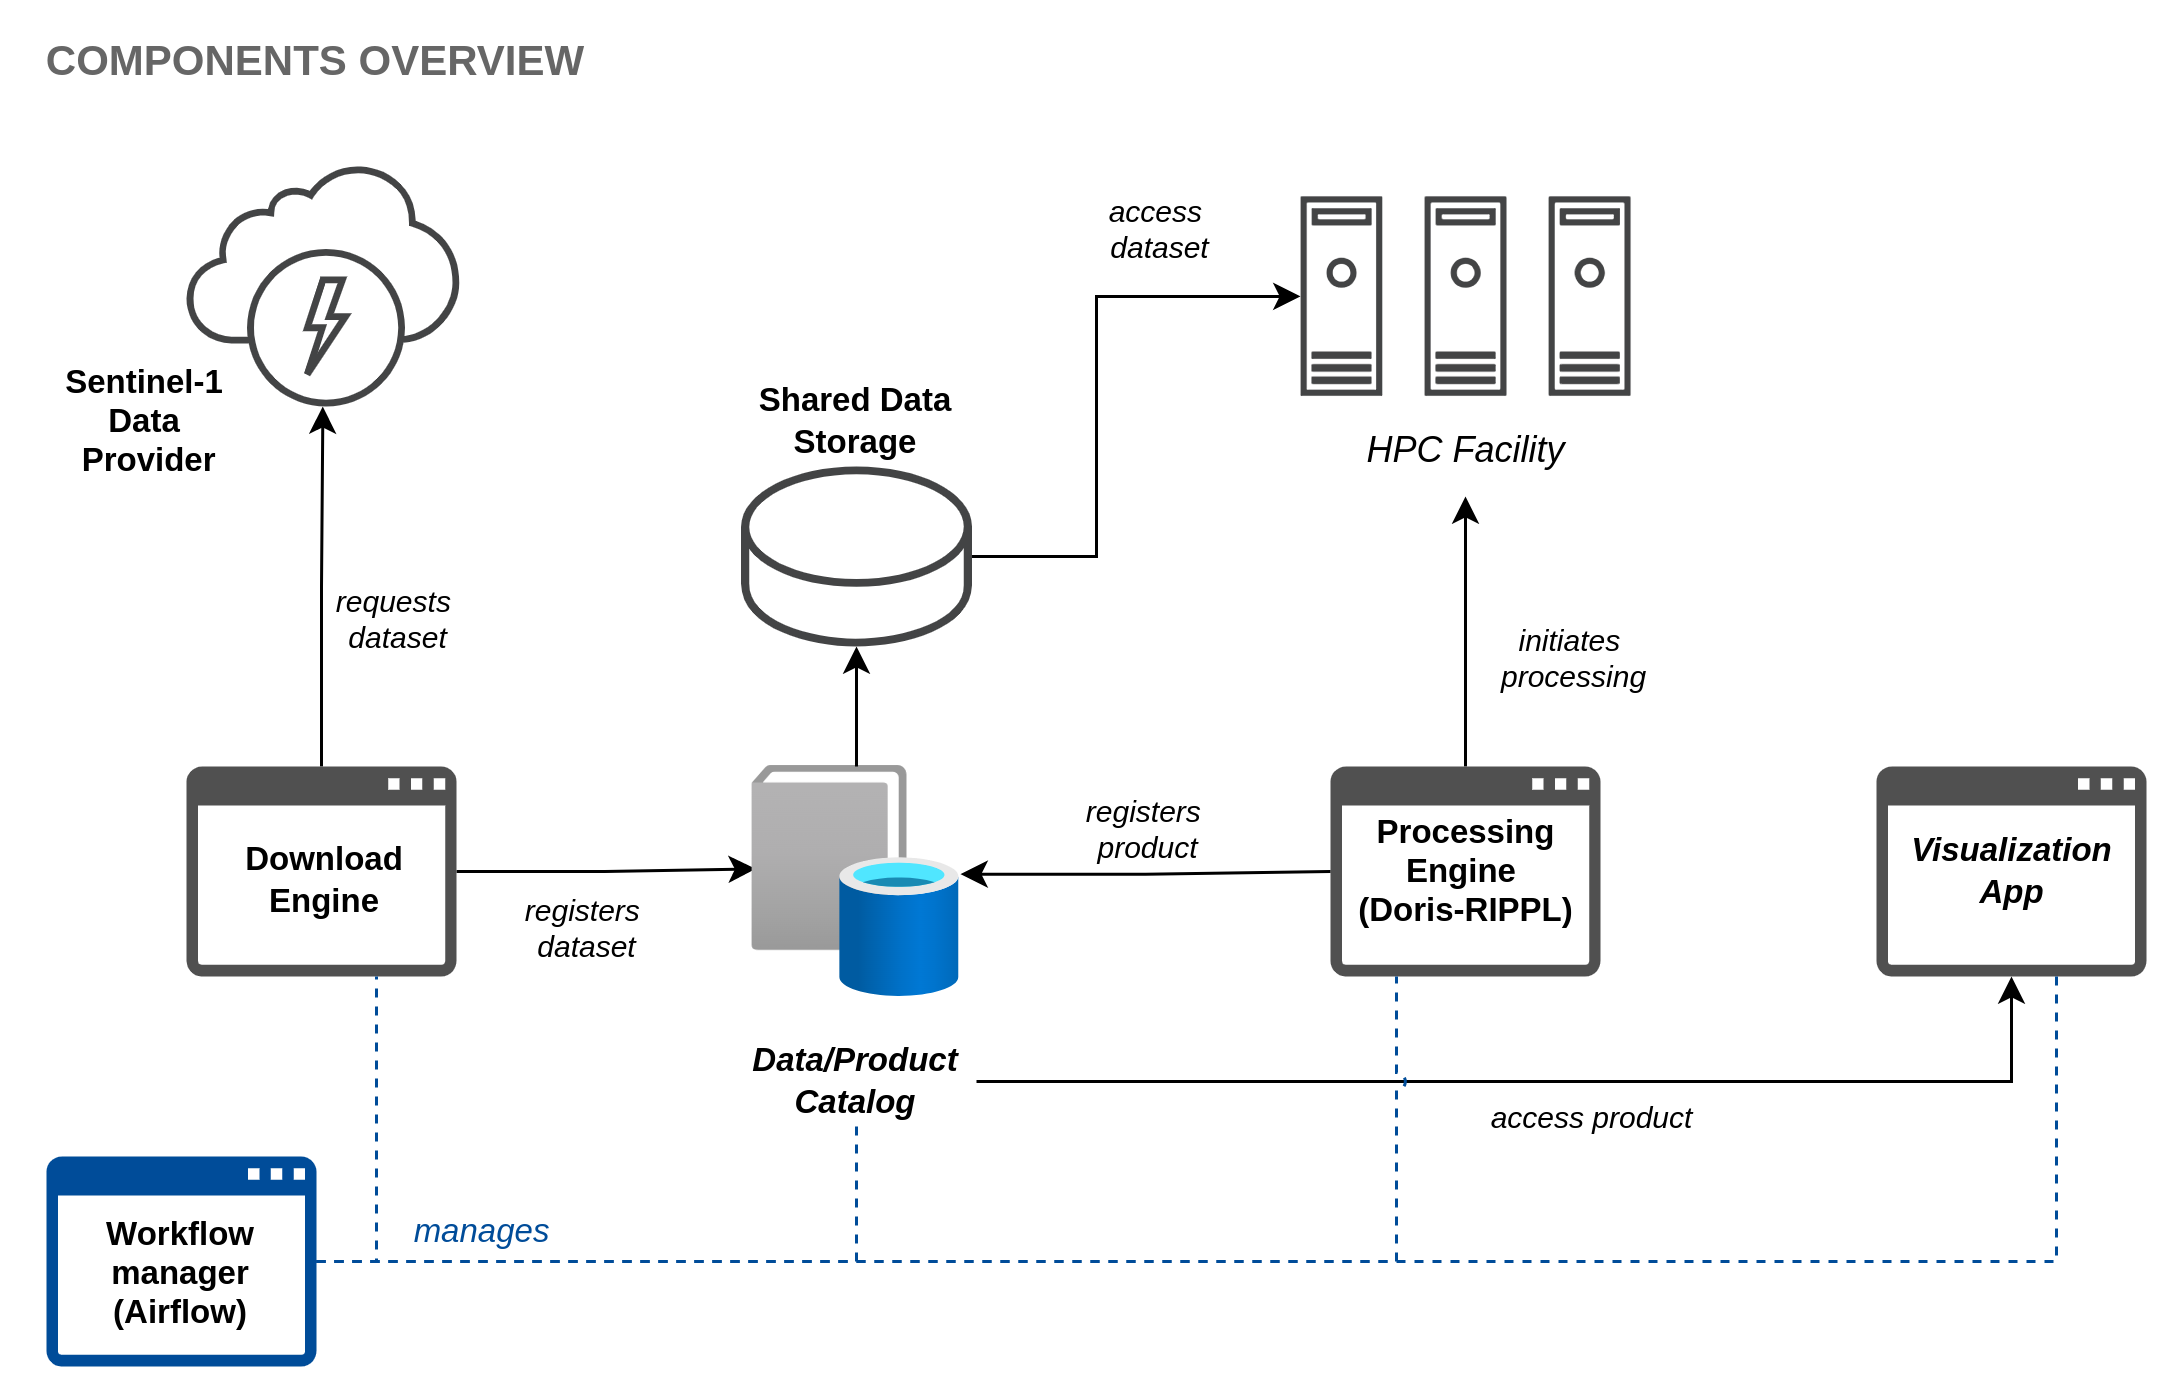 COMPONENTS OVERVIEW
access
dataset
Sentinel-1
Data
Provider
Shared Data
Storage
HPC Facility
requests
dataset
initiates
processing
registers
product
Download
Engine
Processing
Engine
(Doris-RIPPL)
Visualization
App
registers
dataset
Data/Product
Catalog
access product
manages
Workflow
manager
(Airflow)